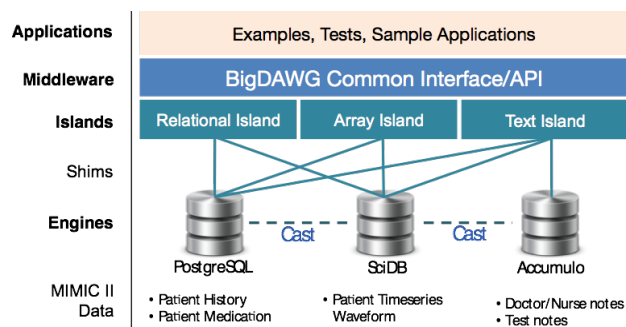 Applications
Examples, Tests, Sample Applications
Middleware
BigDAWG Common Interface/API
Islands
Relational Island
Array Island
Text Island
Shims
Engines
Cast
Cast
PostgreSQL
SciDB
Accumulo
MIMIC II
Data
• Patient History
• Patient Medication
• Patient Timeseries
Waveform
• Doctor/Nurse notes
• Test notes